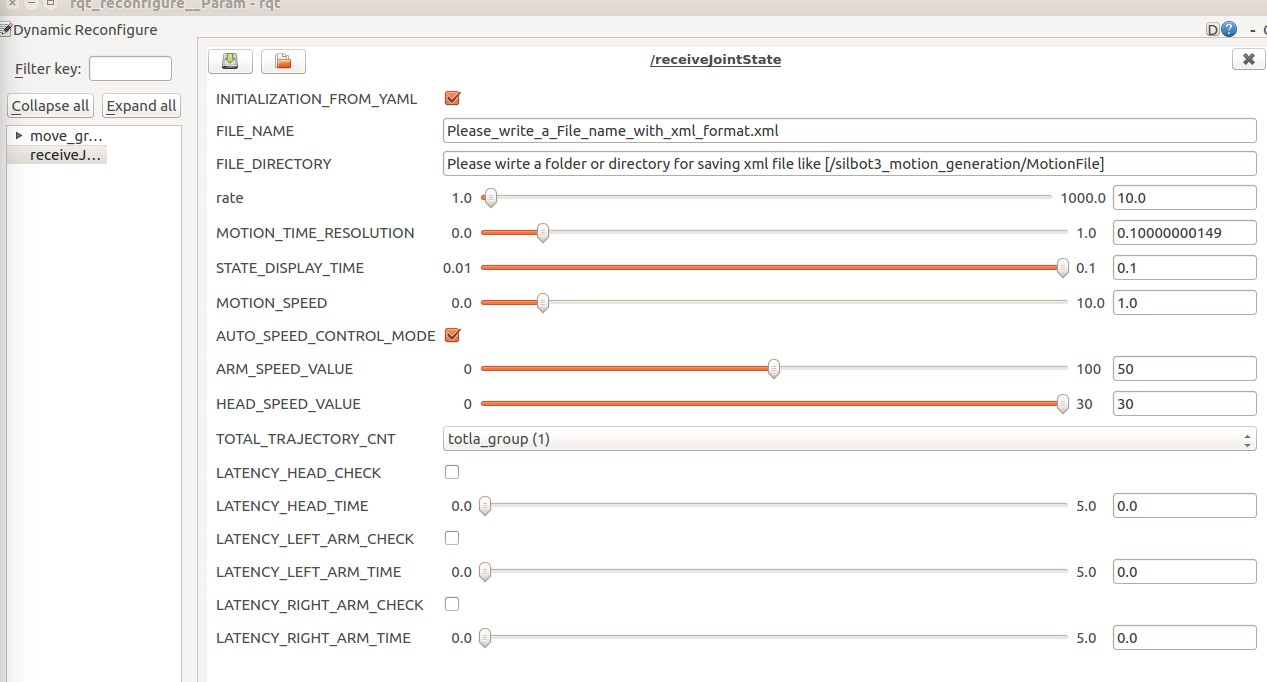 rqt_reconfigure__Param - rqt
Dynamic Reconfigure
D ?
Filter key:
Collapse all Expand all
move_gr...
receiveJ...
/receiveJointState
INITIALIZATION_FROM_YAML
FILE_NAME Please_write_a_File_name_with_xml_format.xml
FILE_DIRECTORY Please wirte a folder or directory for saving xml file like [/silbot3_motion_generation/MotionFile]
rate 1.0 1000.0 10.0
MOTION_TIME_RESOLUTION 0.0 1.0 0.10000000149
STATE_DISPLAY_TIME 0.01 0.1 0.1
MOTION_SPEED 0.0 10.0 1.0
AUTO_SPEED_CONTROL_MODE
ARM_SPEED_VALUE 0 100 50
HEAD_SPEED_VALUE 0 30 30
TOTAL_TRAJECTORY_CNT totla_group (1)
LATENCY_HEAD_CHECK
LATENCY_HEAD_TIME 0.0 5.0 0.0
LATENCY_LEFT_ARM_CHECK
LATENCY_LEFT_ARM_TIME 0.0 5.0 0.0
LATENCY_RIGHT_ARM_CHECK
LATENCY_RIGHT_ARM_TIME 0.0 5.0 0.0